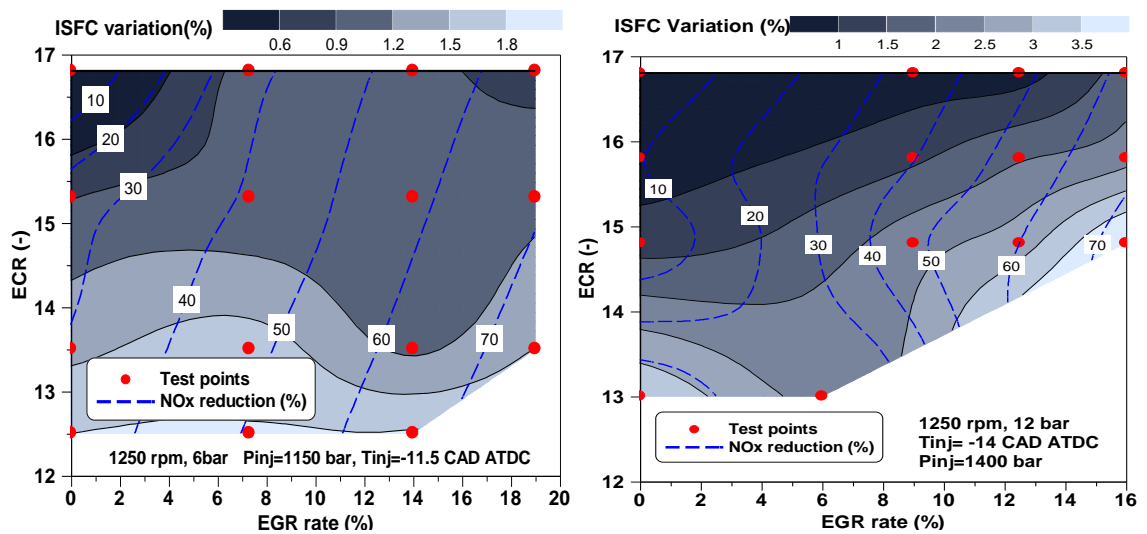 ISFC variation(%)
0.6 0.9 1.2 1.5 1.8
17
16
15
14
13
12
ECR (-)
10
20
30
40
50
60
70
Test points
NOx reduction (%)
1250 rpm, 6bar Pinj=1150 bar, Tinj=-11.5 CAD ATDC
0 2 4 6 8 10 12 14 16 18 20
EGR rate (%)
ISFC Variation (%)
1 1.5 2 2.5 3 3.5
17
16
15
14
13
12
ECR (-)
10
20
30
40
50
60
70
Test points
NOx reduction (%)
1250 rpm, 12 bar
Tinj= -14 CAD ATDC
Pinj=1400 bar
0 2 4 6 8 10 12 14 16
EGR rate (%)